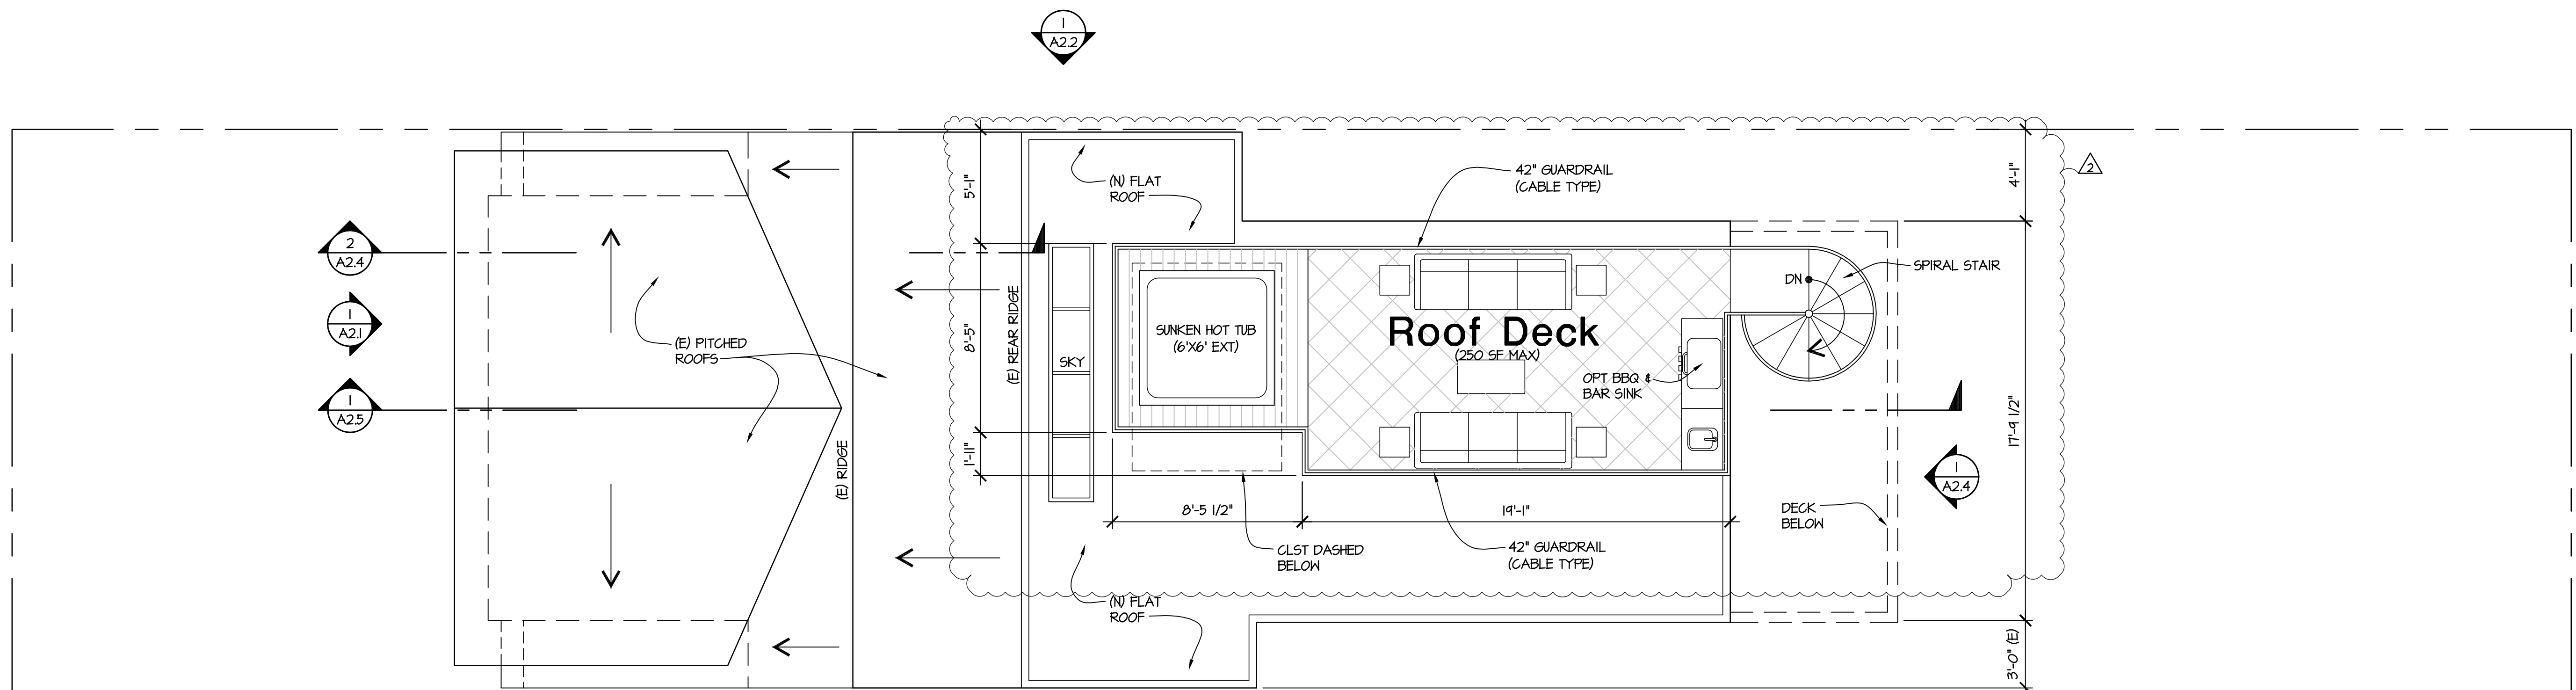 1
A2.2
2
A2.4
1
A2.1
1
A2.5
(E) PITCHED
ROOFS
(E) RIDGE
(E) REAR RIDGE
5'-1"
8'-5"
1'-11"
(N) FLAT
ROOF
SKY
SUNKEN HOT TUB
(6'X6' EXT)
42" GUARDRAIL
(CABLE TYPE)
Roof Deck
(250 SF MAX)
OPT BBQ &
BAR SINK
DN
SPIRAL STAIR
4'-1"
2
17'-9 1/2"
1
A2.4
DECK
BELOW
8'-5 1/2"
19'-1"
CLST DASHED
BELOW
42" GUARDRAIL
(CABLE TYPE)
(N) FLAT
ROOF
3'-0" (E)